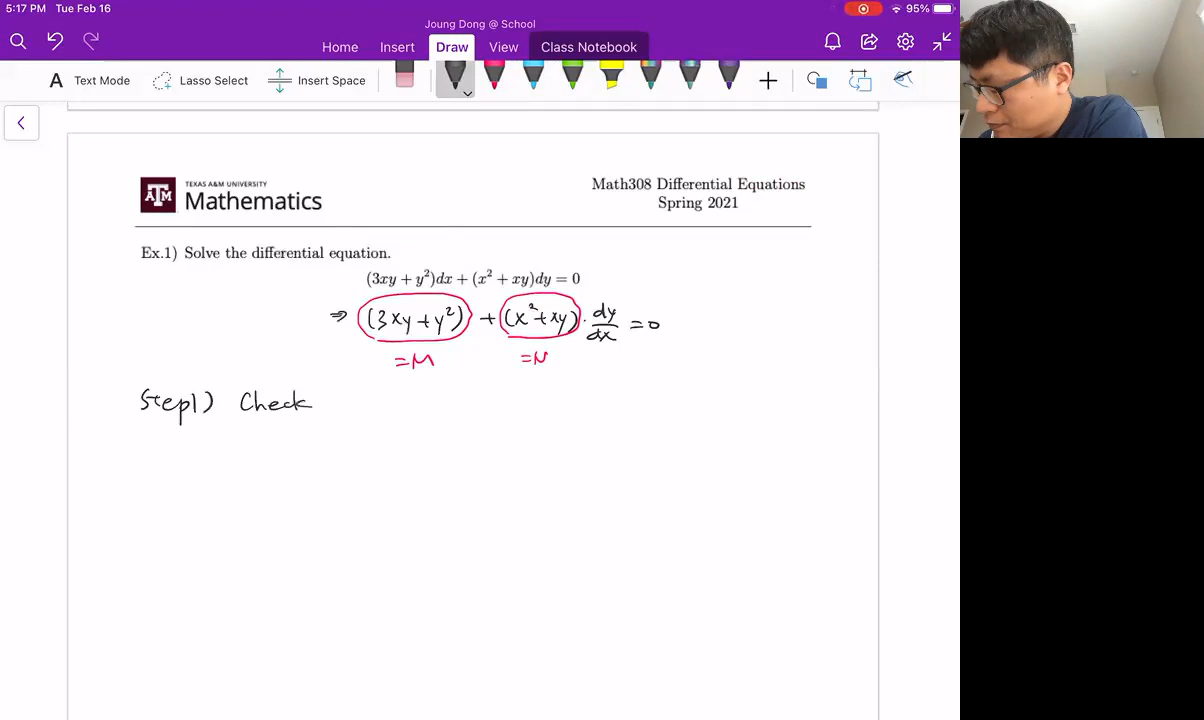 5:17 PM Tue Feb 16
95%
Joung Dong @ School
Home Insert Draw View Class Notebook
A Text Mode Lasso Select Insert Space
TEXAS A&M UNIVERSITY
Mathematics
Math308 Differential Equations
Spring 2021
Ex.1) Solve the differential equation.
(3xy + y²)dx + (x² + xy)dy = 0
⇒ (3xy + y²) + (x² + xy) · dy/dx = 0
= M = N
Step1) Check